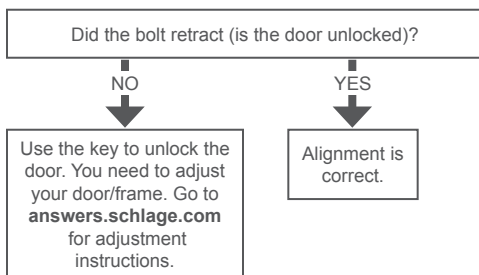 Did the bolt retract (is the door unlocked)?
NO
YES
Use the key to unlock the
door. You need to adjust
your door/frame. Go to
answers.schlage.com
for adjustment
instructions.
Alignment is
correct.